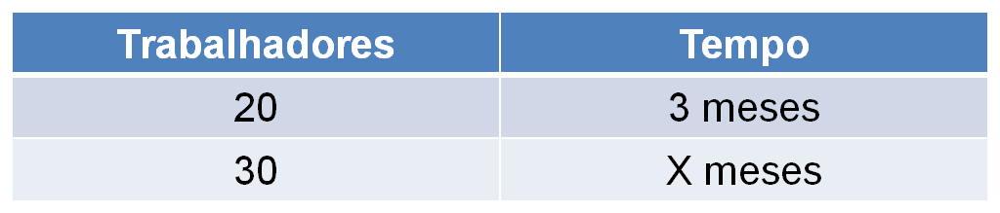 Trabalhadores Tempo
20 3 meses
30 X meses